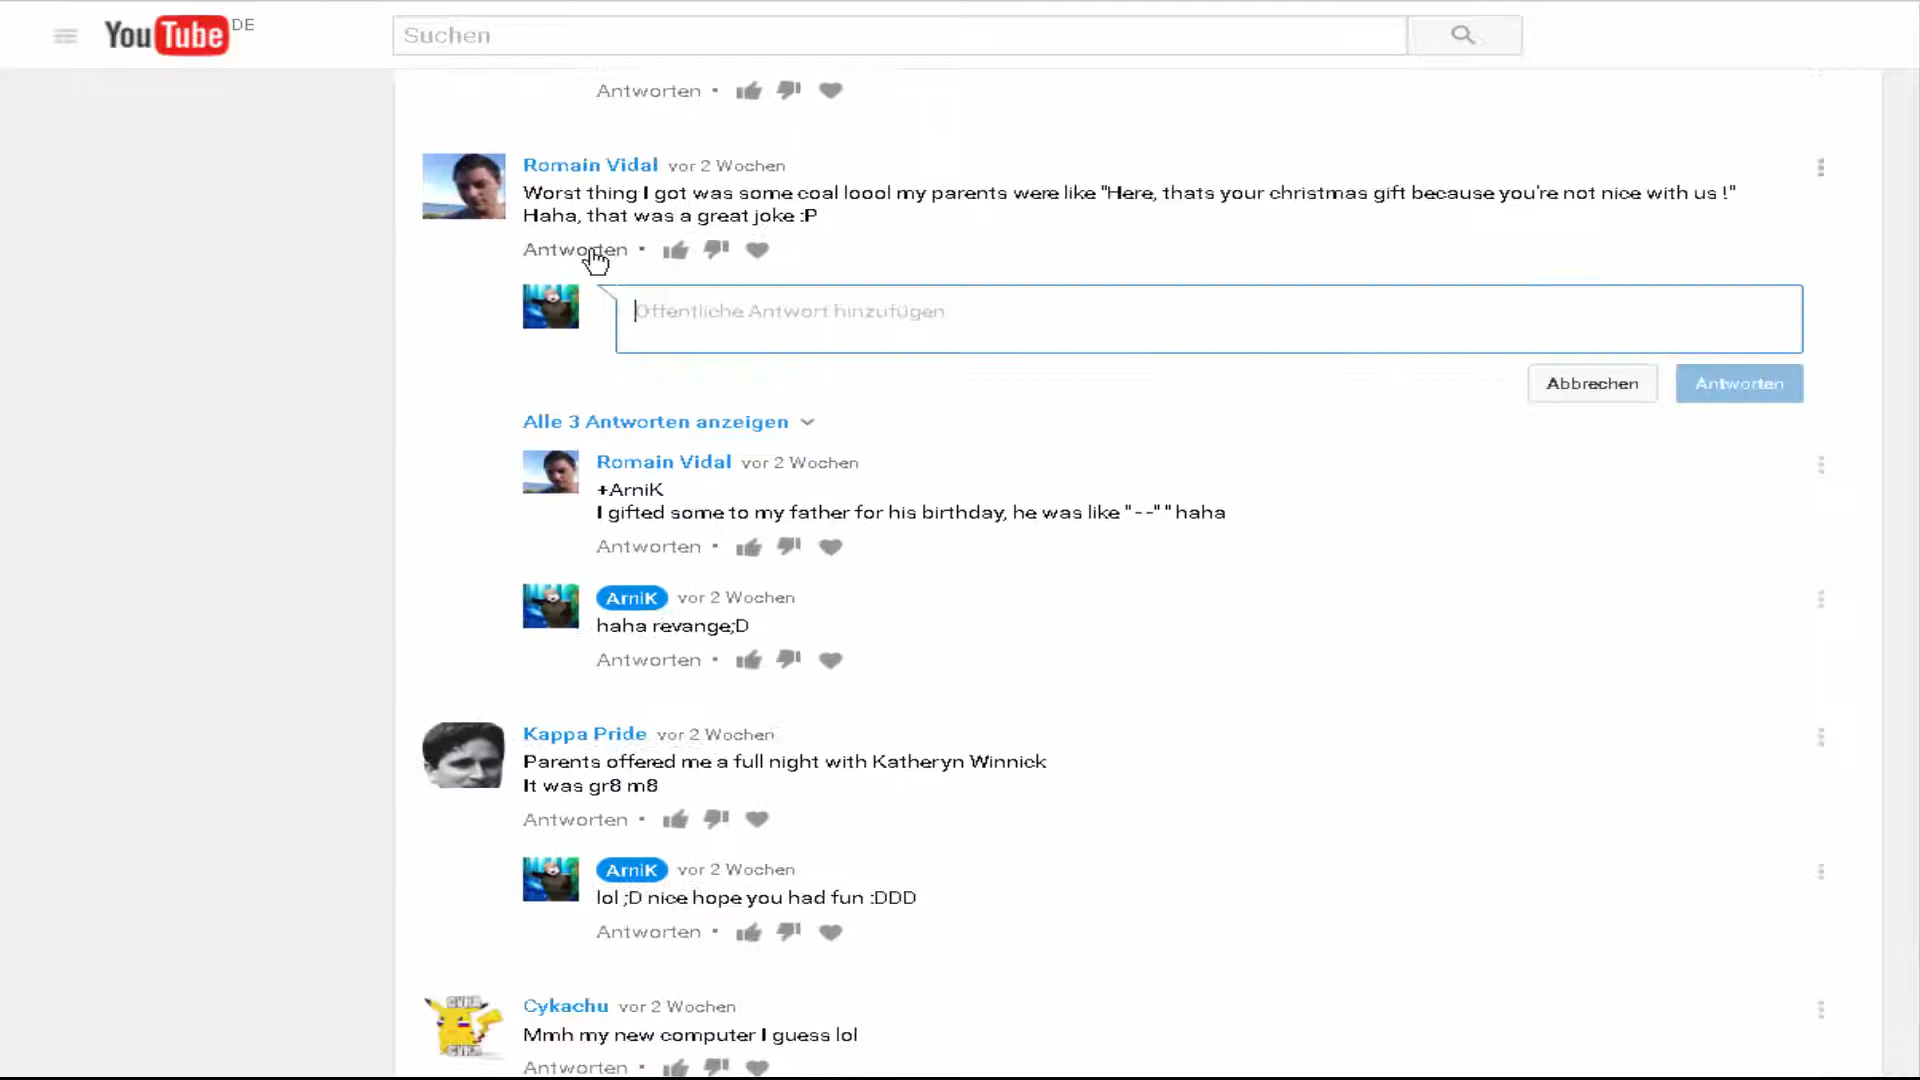 YouTube DE
Suchen
Antworten
Romain Vidal vor 2 Wochen
Worst thing I got was some coal loool my parents were like "Here, thats your christmas gift because you're not nice with us !"
Haha, that was a great joke :P
Antworten
Öffentliche Antwort hinzufügen
Abbrechen Antworten
Alle 3 Antworten anzeigen
Romain Vidal vor 2 Wochen
+ArniK
I gifted some to my father for his birthday, he was like "--" " haha
Antworten
ArniK vor 2 Wochen
haha revange;D
Antworten
Kappa Pride vor 2 Wochen
Parents offered me a full night with Katheryn Winnick
It was gr8 m8
Antworten
ArniK vor 2 Wochen
lol ;D nice hope you had fun :DDD
Antworten
Cykachu vor 2 Wochen
Mmh my new computer I guess lol
Antworten